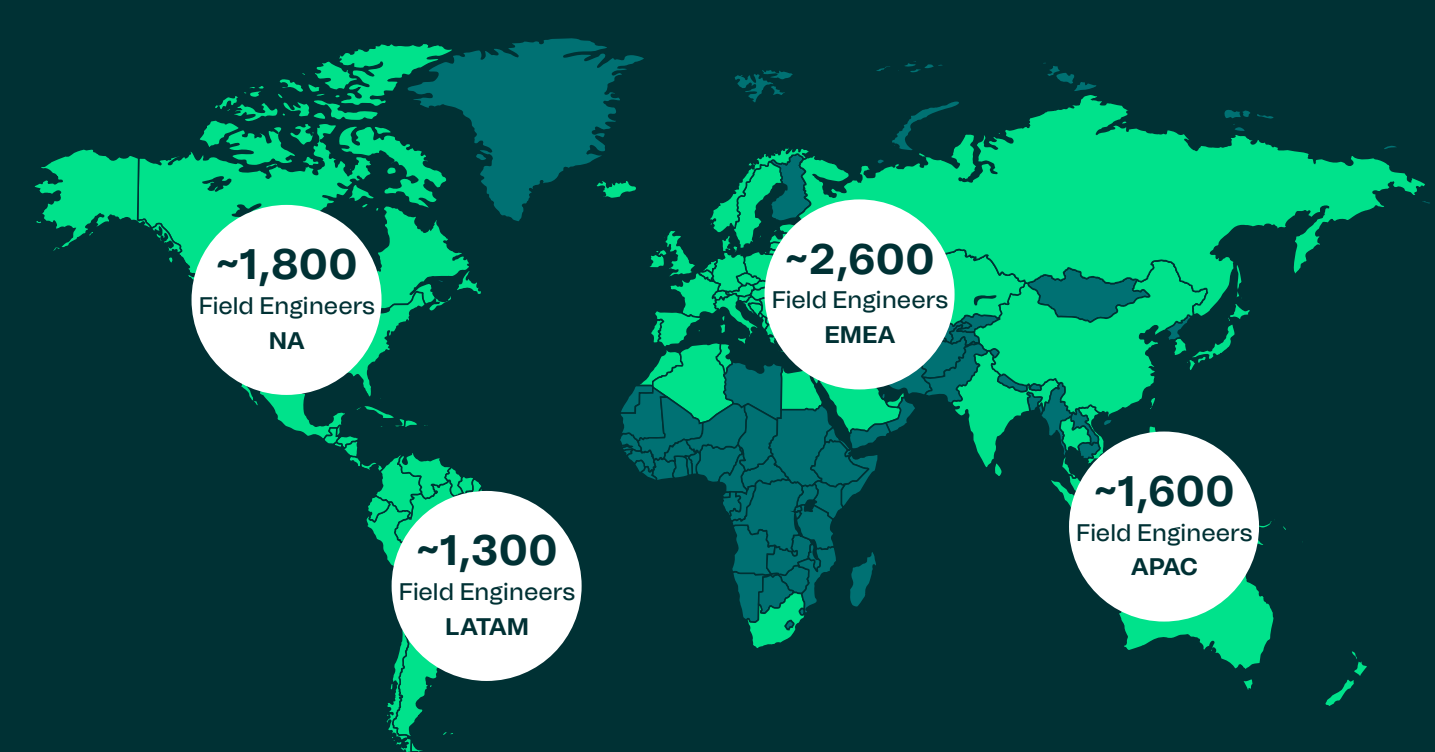 ~1,800
Field Engineers
NA
~2,600
Field Engineers
EMEA
~1,300
Field Engineers
LATAM
~1,600
Field Engineers
APAC